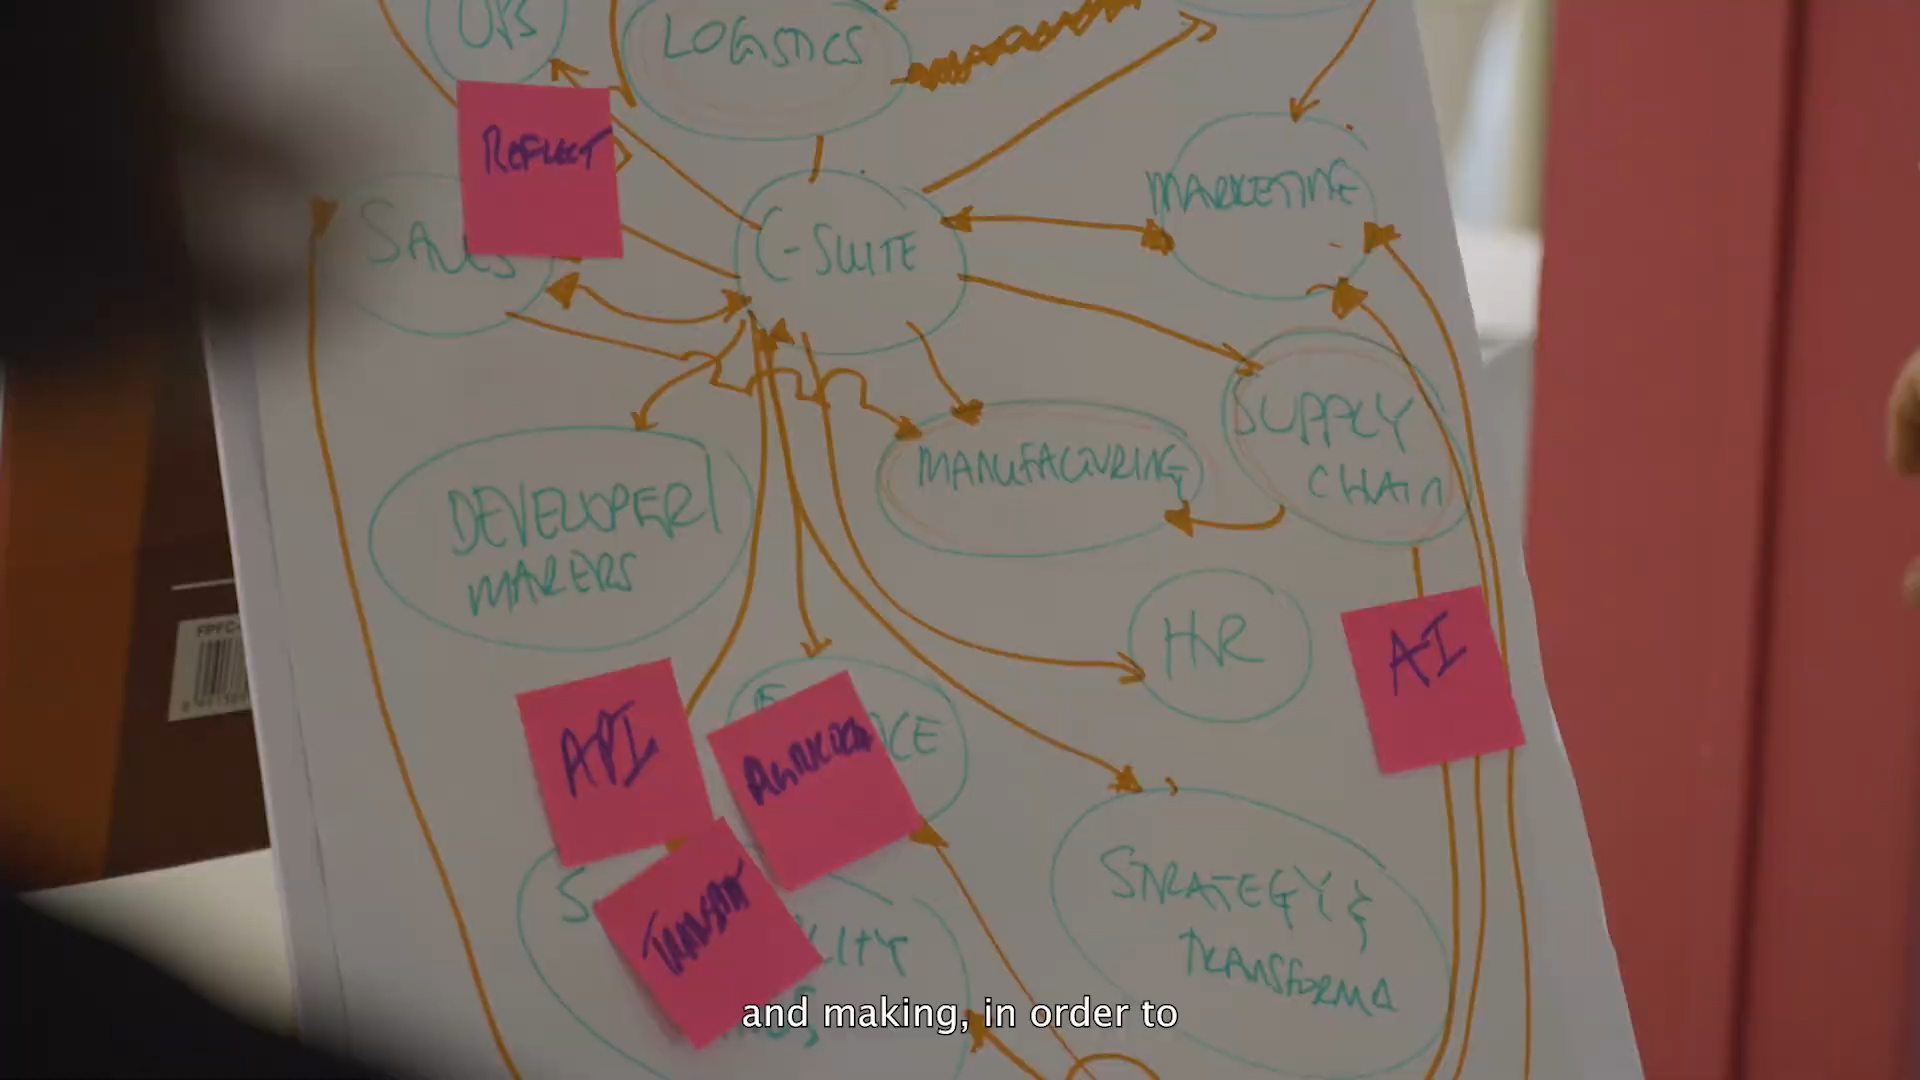 OPS
LOGISTICS
REFLECT
MARKETING
SALES
C-SUITE
SUPPLY
CHAIN
MANUFACTURING
DEVELOPER/
MAKERS
HR
AI
API
STRATEGY &
TRANSFORMA
and making, in order to